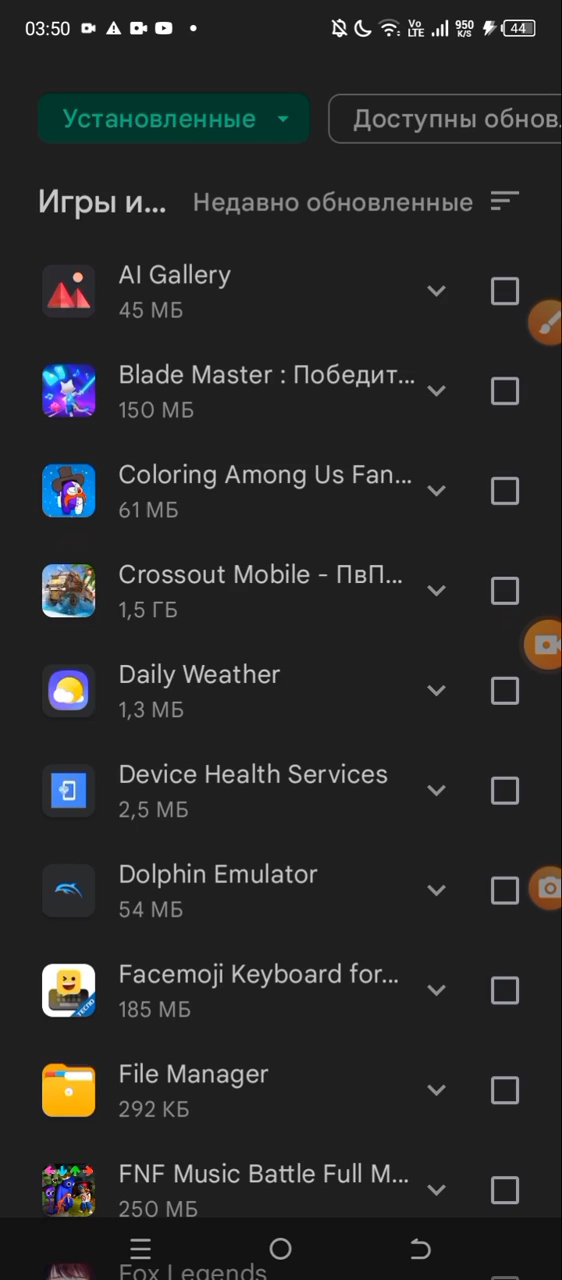 03:50
Vo
LTE
950
K/S
44
Установленные
Доступны обнов.
Игры и...
Недавно обновленные
AI Gallery
45 МБ
Blade Master : Победит...
150 МБ
Coloring Among Us Fan...
61 МБ
Crossout Mobile - ПвП...
1,5 ГБ
Daily Weather
1,3 МБ
Device Health Services
2,5 МБ
Dolphin Emulator
54 МБ
Facemoji Keyboard for...
TECNO
185 МБ
File Manager
292 КБ
FNF Music Battle Full M...
250 МБ
Fox Legends